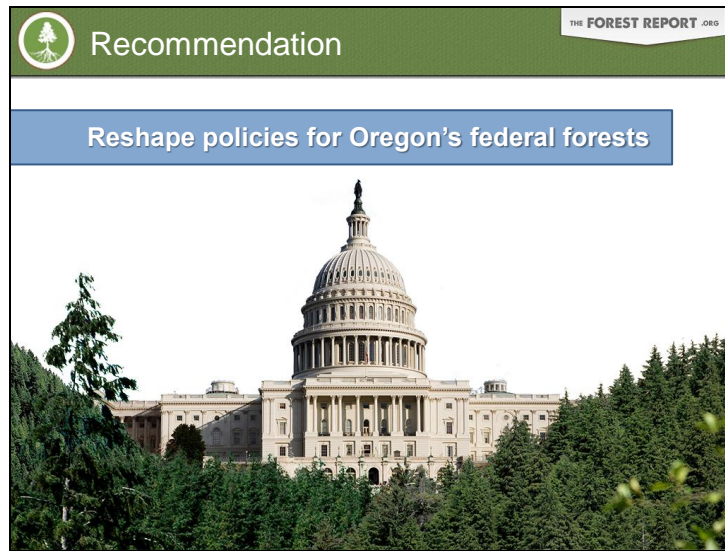 Recommendation
THE FOREST REPORT .ORG
Reshape policies for Oregon's federal forests